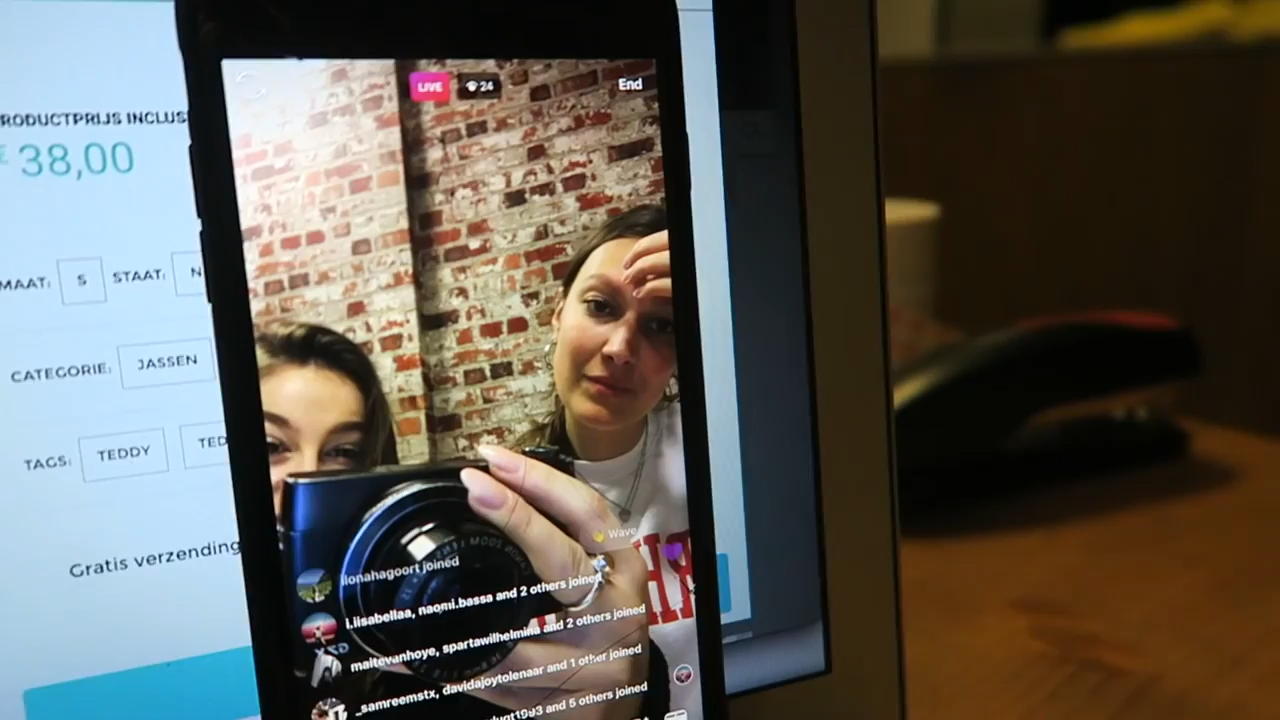 RODUCTPRIJS INCLUS
€ 38,00
MAAT: S STAAT: N
CATEGORIE: JASSEN
TAGS: TEDDY TED
Gratis verzending
LIVE 24 End
Wave
ilonahagoort joined
i.iisabellaa, naomi.bassa and 2 others joined
maitevanhoye, spartawilhelmina and 2 others joined
_samreemstx, davidajoytolenaar and 1 other joined
and 5 others joined